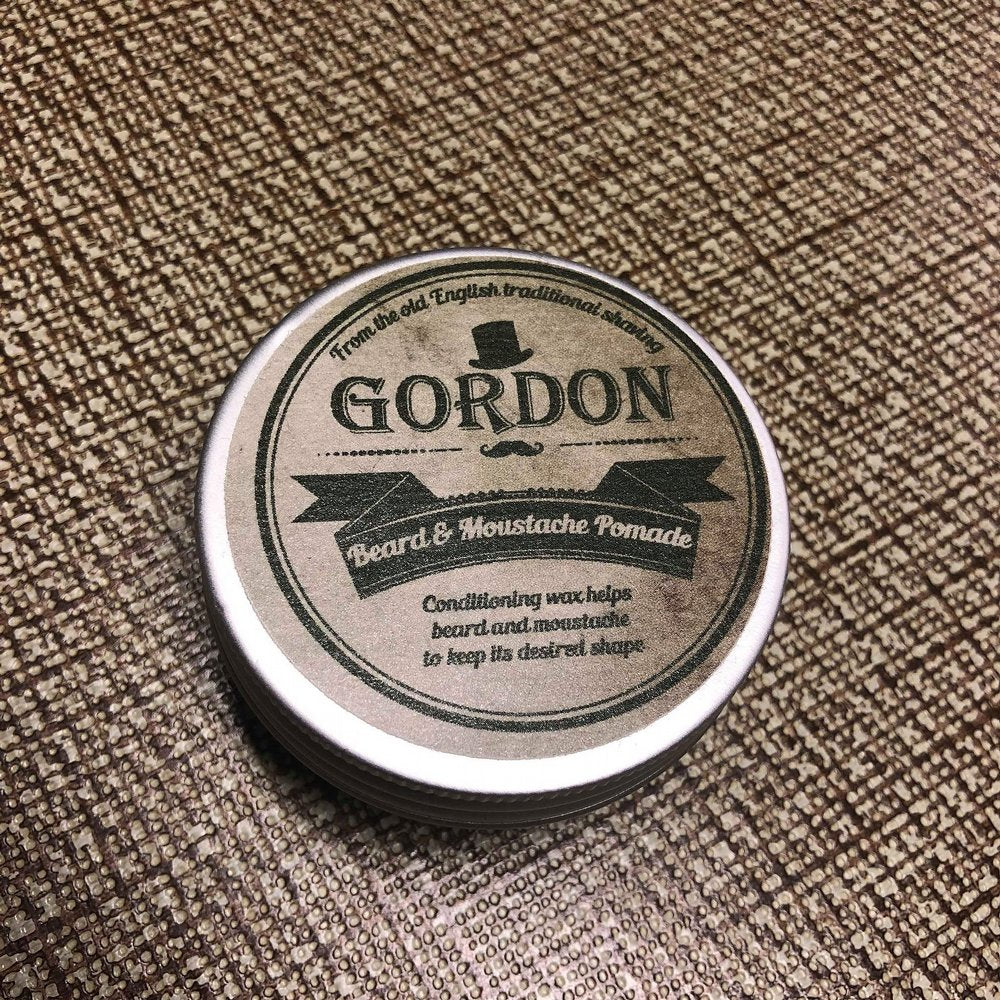 From the old English traditional shaving
GORDON
Beard & Moustache Pomade
Conditioning wax helps
beard and moustache
to keep its desired shape